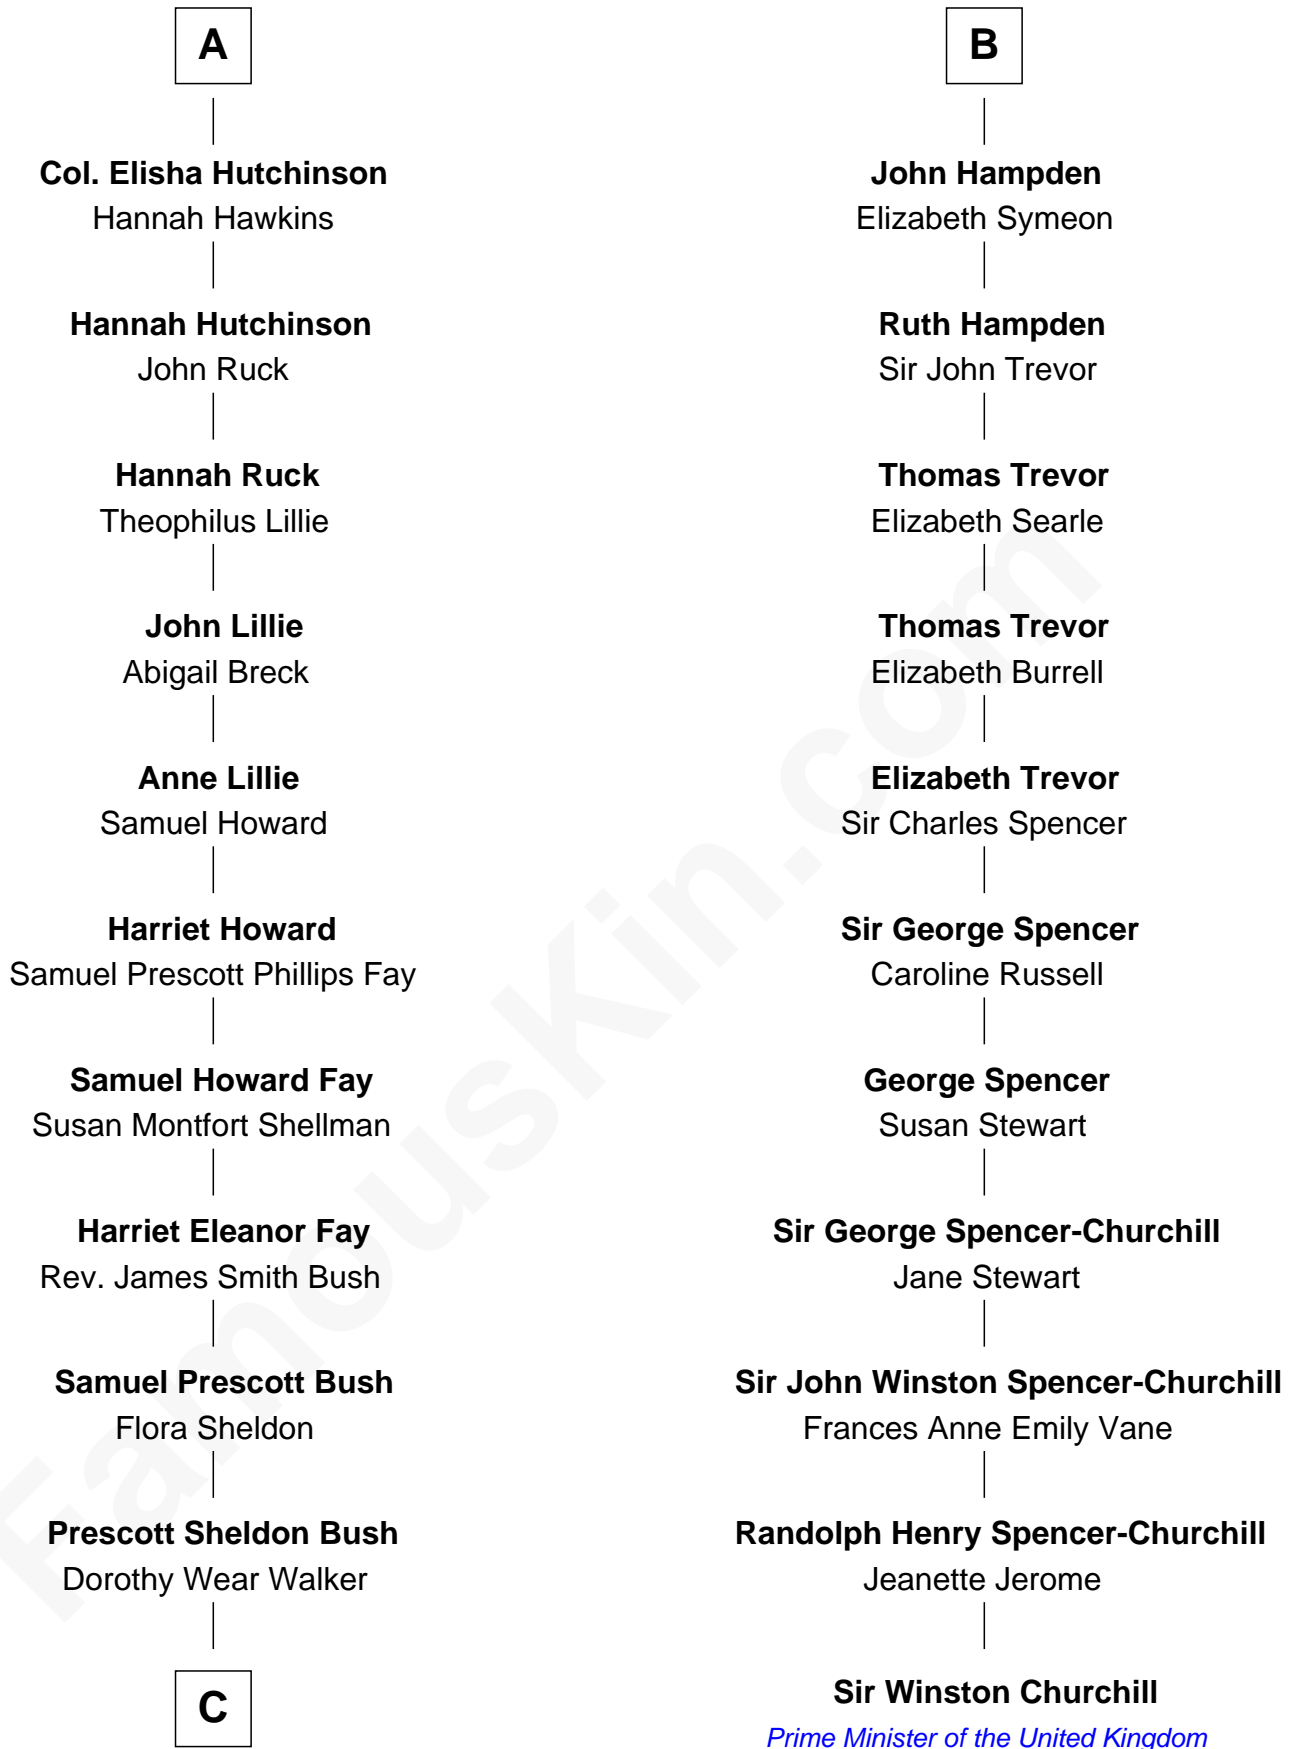 A
Col. Elisha Hutchinson
Hannah Hawkins
Hannah Hutchinson
John Ruck
Hannah Ruck
Theophilus Lillie
John Lillie
Abigail Breck
Anne Lillie
Samuel Howard
Harriet Howard
Samuel Prescott Phillips Fay
Samuel Howard Fay
Susan Montfort Shellman
Harriet Eleanor Fay
Rev. James Smith Bush
Samuel Prescott Bush
Flora Sheldon
Prescott Sheldon Bush
Dorothy Wear Walker
C
B
John Hampden
Elizabeth Symeon
Ruth Hampden
Sir John Trevor
Thomas Trevor
Elizabeth Searle
Thomas Trevor
Elizabeth Burrell
Elizabeth Trevor
Sir Charles Spencer
Sir George Spencer
Caroline Russell
George Spencer
Susan Stewart
Sir George Spencer-Churchill
Jane Stewart
Sir John Winston Spencer-Churchill
Frances Anne Emily Vane
Randolph Henry Spencer-Churchill
Jeanette Jerome
Sir Winston Churchill
Prime Minister of the United Kingdom
FamousKin.com